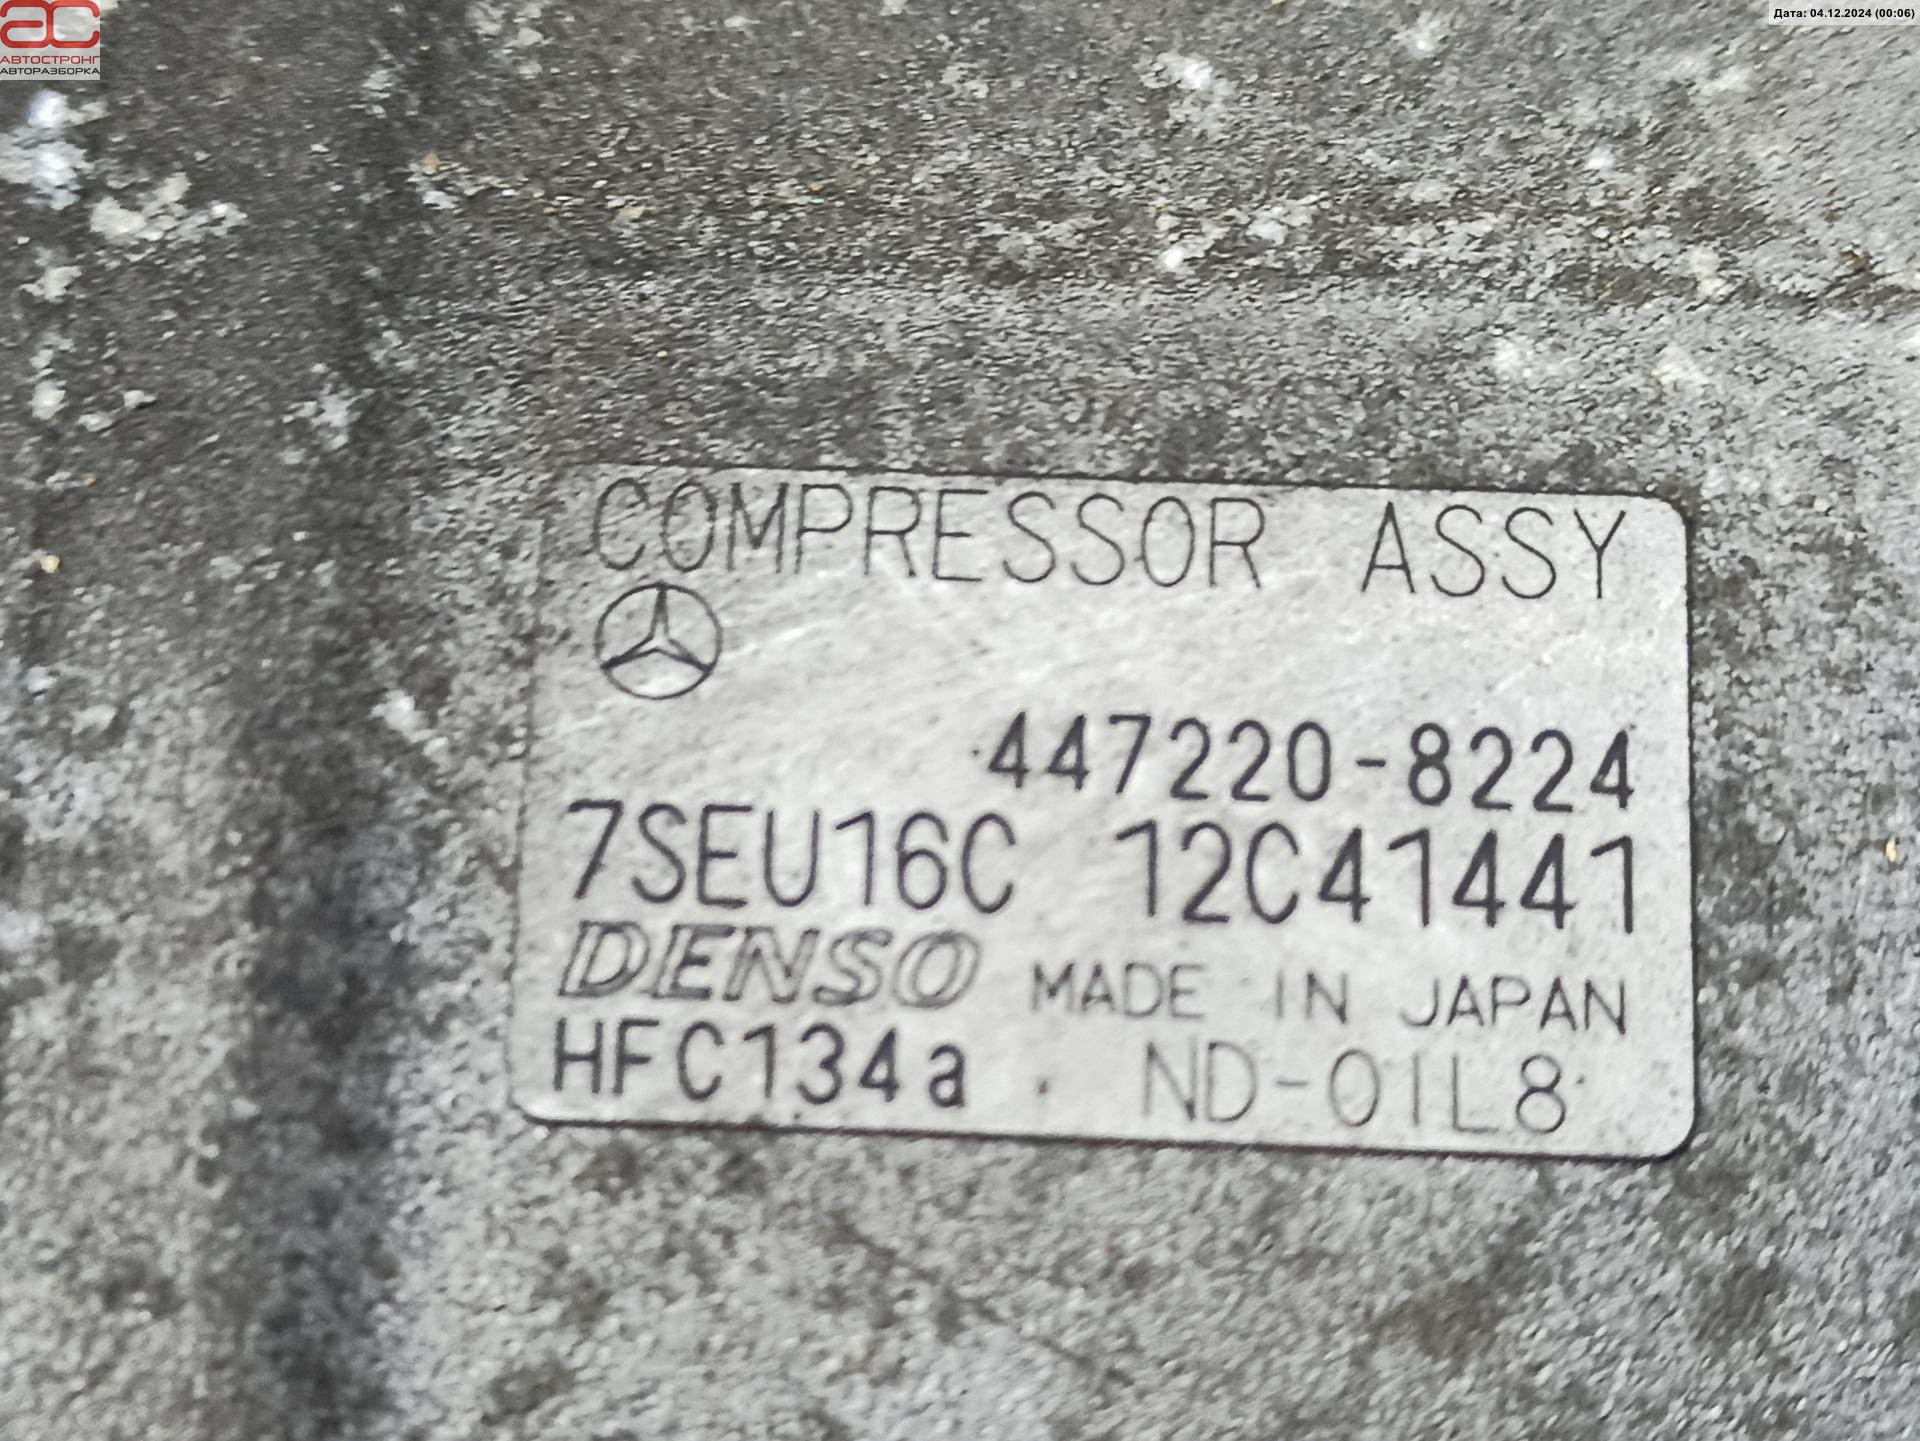 ac
АВТОСТРОНГ
АВТОРАЗБОРКА
Дата: 04.12.2024 (00:06)
COMPRESSOR ASSY
447220-8224
7SEU16C 12C41441
DENSO MADE IN JAPAN
HFC134a ND-OIL8